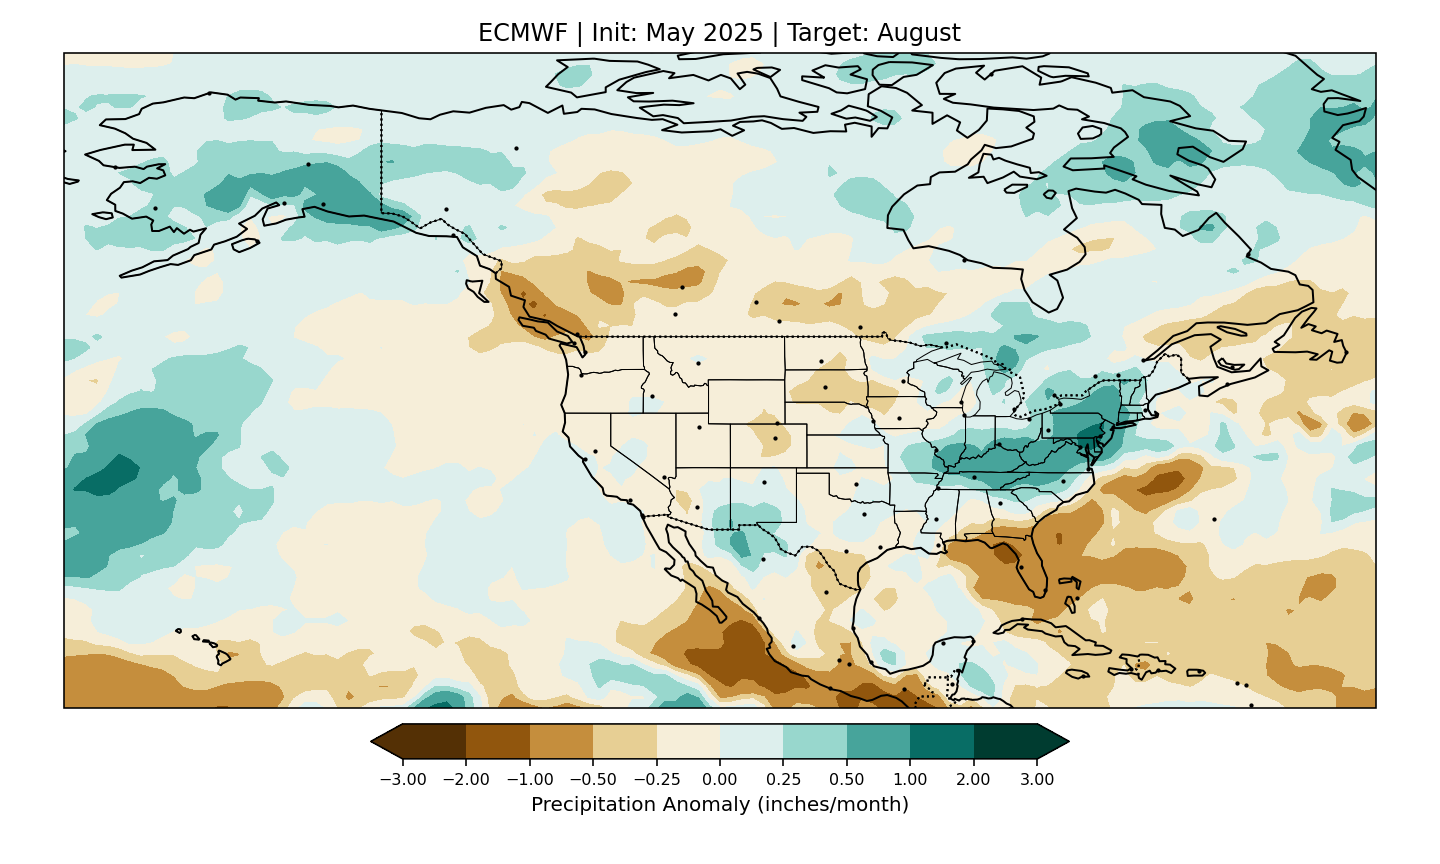 ECMWF | Init: May 2025 | Target: August
−3.00 −2.00 −1.00 −0.50 −0.25 0.00 0.25 0.50 1.00 2.00 3.00
Precipitation Anomaly (inches/month)